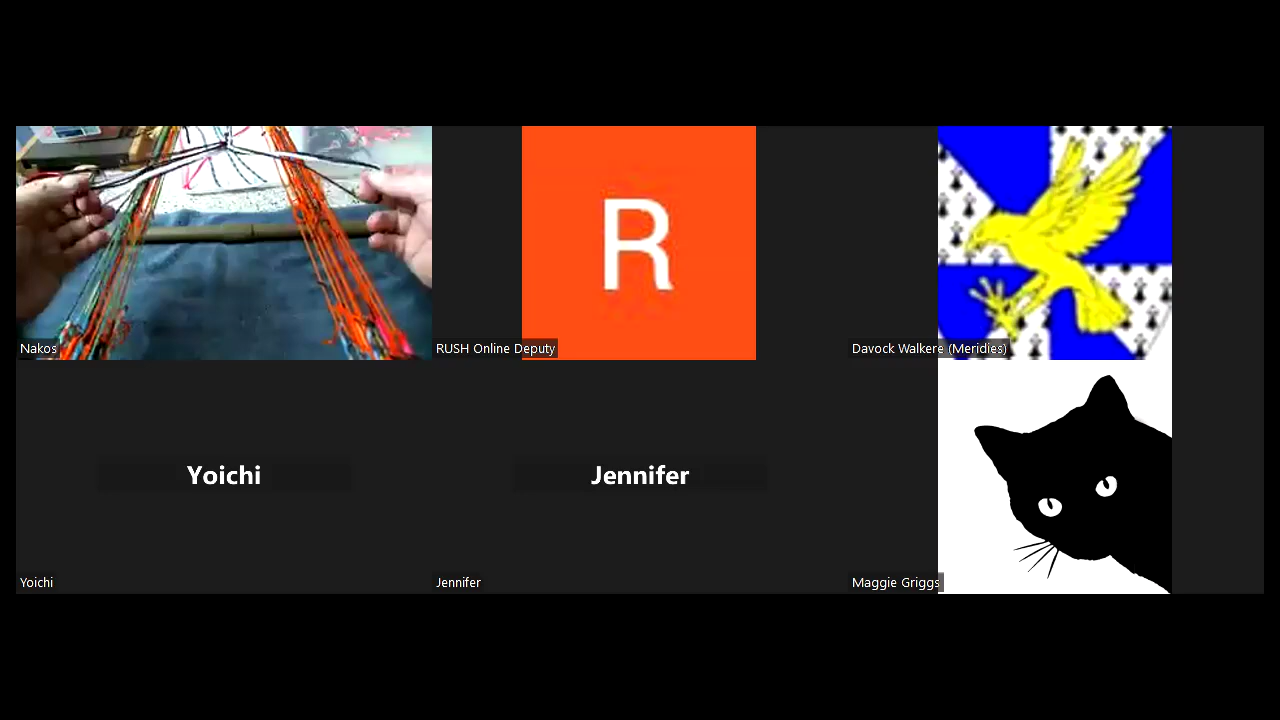 R
Nakos
RUSH Online Deputy
Davock Walkere (Meridies)
Yoichi
Jennifer
Yoichi
Jennifer
Maggie Griggs